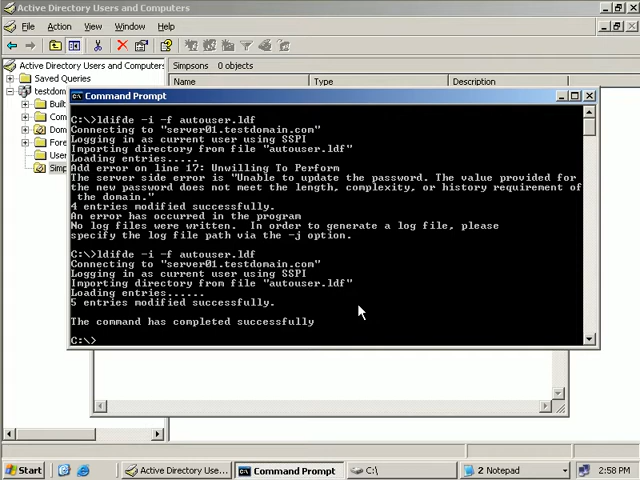 Active Directory Users and Computers
File Action View Window Help
Active Directory Users and Computers Simpsons 0 objects
Saved Queries Name Type Description
testdom
Built
Com
Command Prompt
Do
Fore
User
Simp
C:\>ldifde -i -f autouser.ldf
Connecting to "server01.testdomain.com"
Logging in as current user using SSPI
Importing directory from file "autouser.ldf"
Loading entries.....
Add error on line 17: Unwilling To Perform
The server side error is "Unable to update the password. The value provided for
the new password does not meet the length, complexity, or history requirement of
the domain."
4 entries modified successfully.
An error has occurred in the program
No log files were written.  In order to generate a log file, please
specify the log file path via the -j option.
C:\>ldifde -i -f autouser.ldf
Connecting to "server01.testdomain.com"
Logging in as current user using SSPI
Importing directory from file "autouser.ldf"
Loading entries......
5 entries modified successfully.
The command has completed successfully
C:\>
Start Active Directory Use... Command Prompt C:\ 2 Notepad 2:58 PM